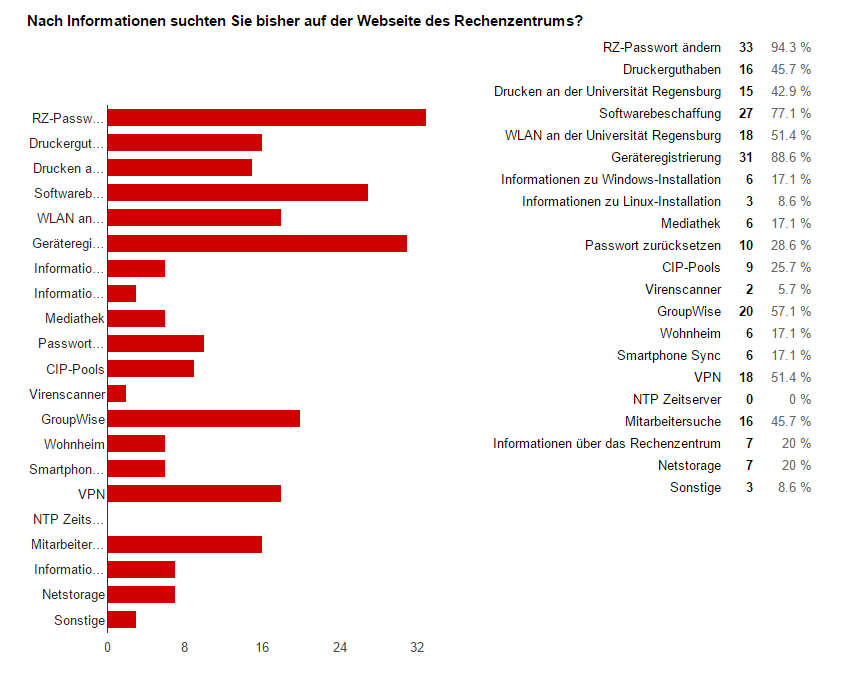 Nach Informationen suchten Sie bisher auf der Webseite des Rechenzentrums?
RZ-Passw...
Druckergut...
Drucken a...
Softwareb...
WLAN an...
Geräteregi...
Informatio...
Informatio...
Mediathek
Passwort...
CIP-Pools
Virenscanner
GroupWise
Wohnheim
Smartphon...
VPN
NTP Zeits...
Mitarbeiter...
Informatio...
Netstorage
Sonstige
0 8 16 24 32
RZ-Passwort ändern 33 94.3 %
Druckerguthaben 16 45.7 %
Drucken an der Universität Regensburg 15 42.9 %
Softwarebeschaffung 27 77.1 %
WLAN an der Universität Regensburg 18 51.4 %
Geräteregistrierung 31 88.6 %
Informationen zu Windows-Installation 6 17.1 %
Informationen zu Linux-Installation 3 8.6 %
Mediathek 6 17.1 %
Passwort zurücksetzen 10 28.6 %
CIP-Pools 9 25.7 %
Virenscanner 2 5.7 %
GroupWise 20 57.1 %
Wohnheim 6 17.1 %
Smartphone Sync 6 17.1 %
VPN 18 51.4 %
NTP Zeitserver 0 0 %
Mitarbeitersuche 16 45.7 %
Informationen über das Rechenzentrum 7 20 %
Netstorage 7 20 %
Sonstige 3 8.6 %